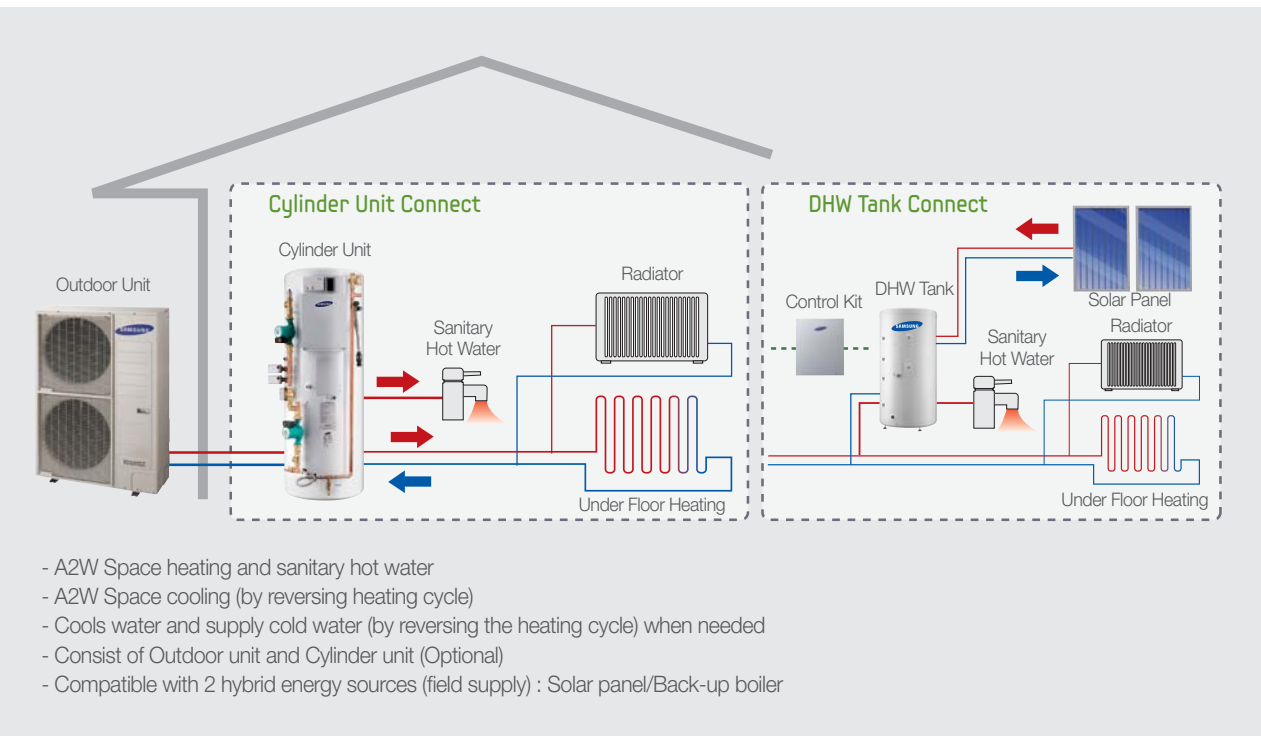 Cylinder Unit Connect
Cylinder Unit
Outdoor Unit
SAMSUNG
Radiator
Sanitary
Hot Water
Under Floor Heating
DHW Tank Connect
Control Kit
DHW Tank
SAMSUNG
Solar Panel
Sanitary
Hot Water
Radiator
Under Floor Heating
- A2W Space heating and sanitary hot water
- A2W Space cooling (by reversing heating cycle)
- Cools water and supply cold water (by reversing the heating cycle) when needed
- Consist of Outdoor unit and Cylinder unit (Optional)
- Compatible with 2 hybrid energy sources (field supply) : Solar panel/Back-up boiler